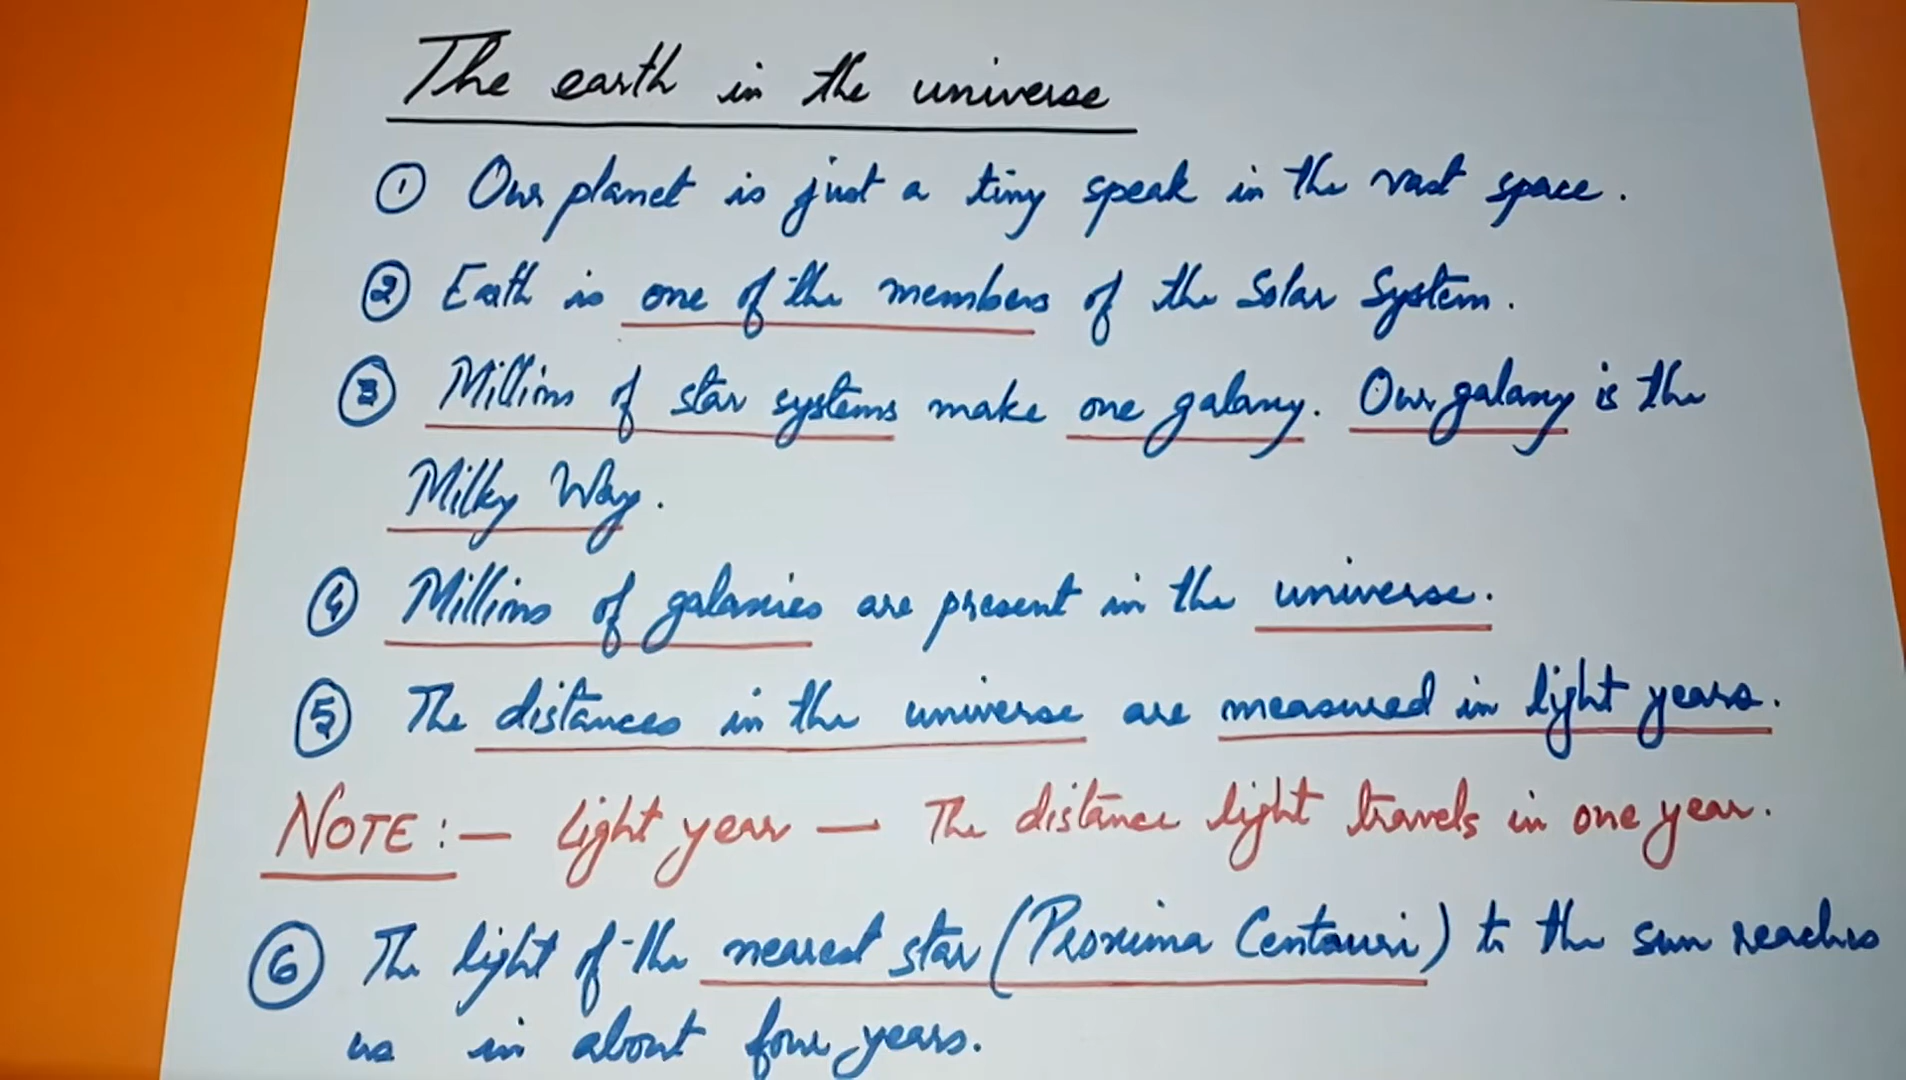 The earth in the universe
① Our planet is just a tiny speak in the vast space.
② Earth is one of the members of the Solar System.
③ Millions of star systems make one galaxy. Our galaxy is the
Milky Way.
④ Millions of galaxies are present in the universe.
⑤ The distances in the universe are measured in light years.
NOTE:— Light year — The distance light travels in one year.
⑥ The light of the nearest star (Proxima Centauri) to the sun reaches
us in about four years.